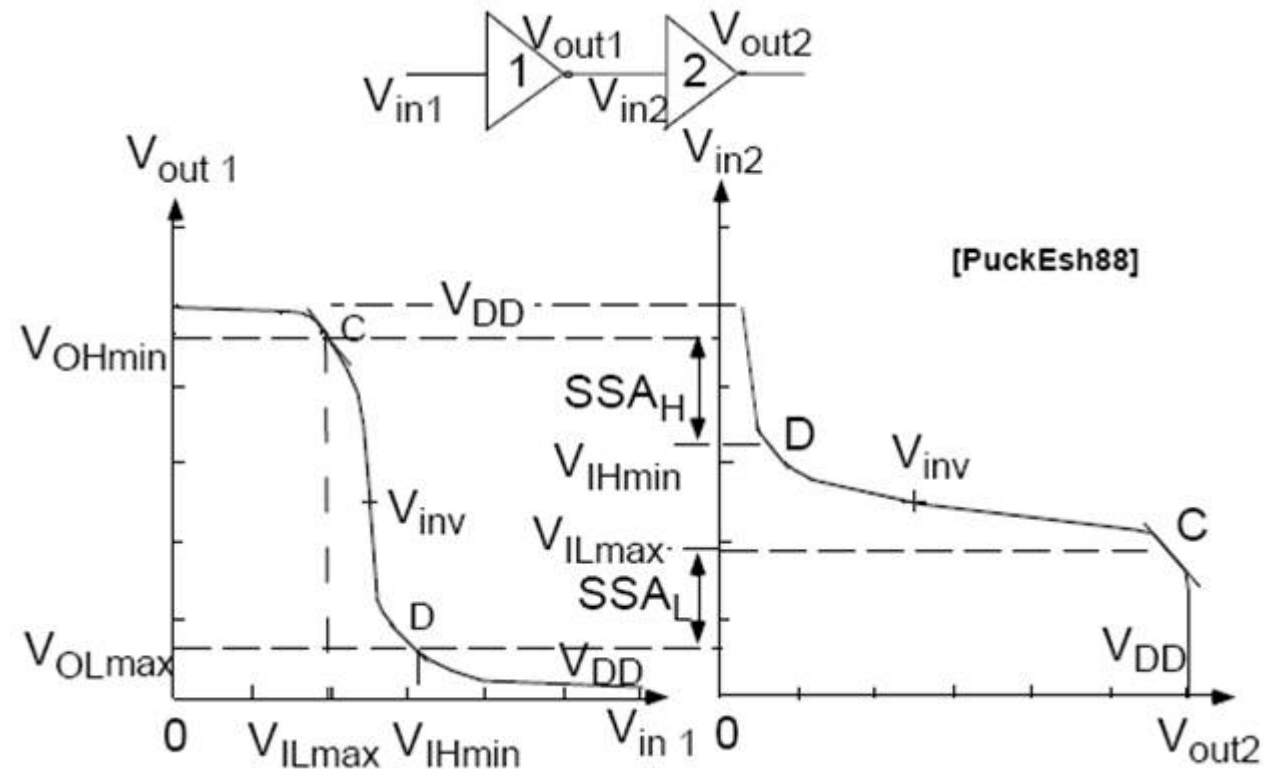 Vout1 Vout2
1 2
Vin1 Vin2
Vout 1 Vin2
[PuckEsh88]
VDD
C
VOHmin
SSAH
D
VIHmin Vinv
Vinv
VILmax C
SSAL
D
VOLmax VDD VDD
0 VILmax VIHmin Vin 1 0 Vout2